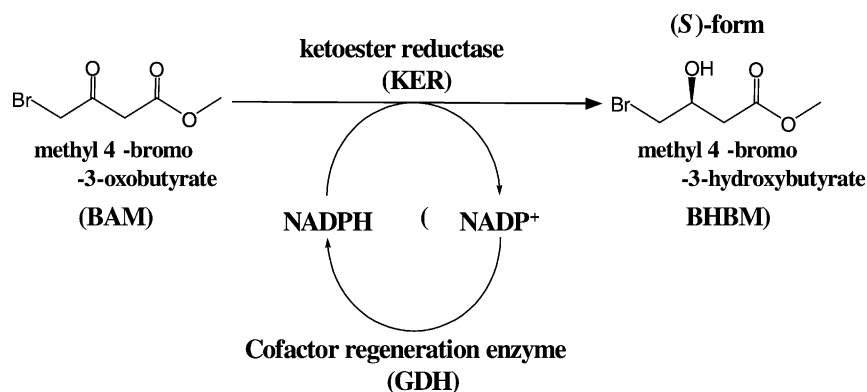 (S)-form
ketoester reductase
(KER)
O
O
Br
O
OH
O
Br
O
methyl 4 -bromo
-3-oxobutyrate
(BAM)
methyl 4 -bromo
-3-hydroxybutyrate
BHBM)
NADPH
(
NADP+
Cofactor regeneration enzyme
(GDH)